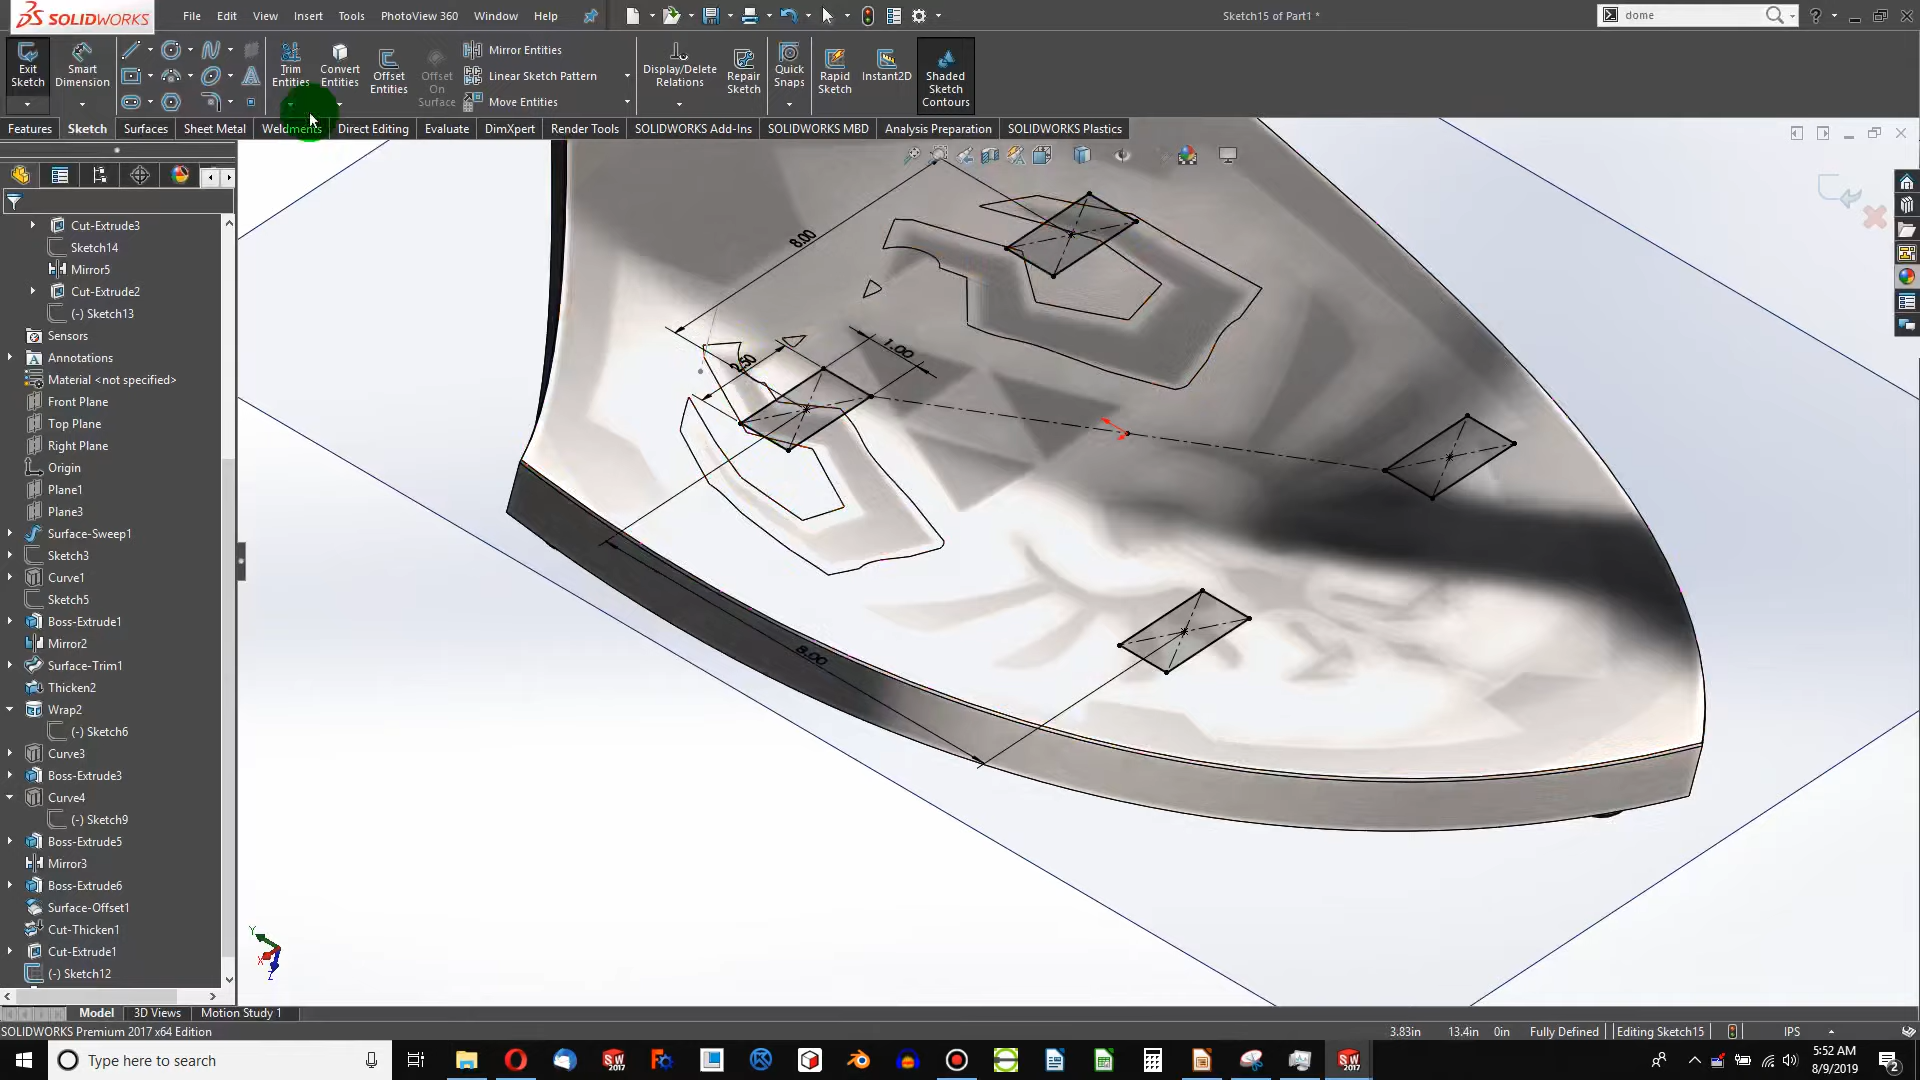 SOLIDWORKS
File Edit View Insert Tools PhotoView 360 Window Help
Sketch15 of Part1 *
dome
Exit Sketch
Smart Dimension
Trim Entities
Convert Entities
Offset Entities
Offset On Surface
Mirror Entities
Linear Sketch Pattern
Move Entities
Display/Delete Relations
Repair Sketch
Quick Snaps
Rapid Sketch
Instant2D
Shaded Sketch Contours
Features Sketch Surfaces Sheet Metal Weldments Direct Editing Evaluate DimXpert Render Tools SOLIDWORKS Add-Ins SOLIDWORKS MBD Analysis Preparation SOLIDWORKS Plastics
Cut-Extrude3
Sketch14
Mirror5
Cut-Extrude2
(-) Sketch13
Sensors
Annotations
Material <not specified>
Front Plane
Top Plane
Right Plane
Origin
Plane1
Plane3
Surface-Sweep1
Sketch3
Curve1
Sketch5
Boss-Extrude1
Mirror2
Surface-Trim1
Thicken2
Wrap2
(-) Sketch6
Curve3
Boss-Extrude3
Curve4
(-) Sketch9
Boss-Extrude5
Mirror3
Boss-Extrude6
Surface-Offset1
Cut-Thicken1
Cut-Extrude1
(-) Sketch12
8.00
1.00
2.50
8.00
Y
X
Z
Model 3D Views Motion Study 1
SOLIDWORKS Premium 2017 x64 Edition
3.83in 13.4in 0in Fully Defined Editing Sketch15 IPS
Type here to search
5:52 AM
8/9/2019
2